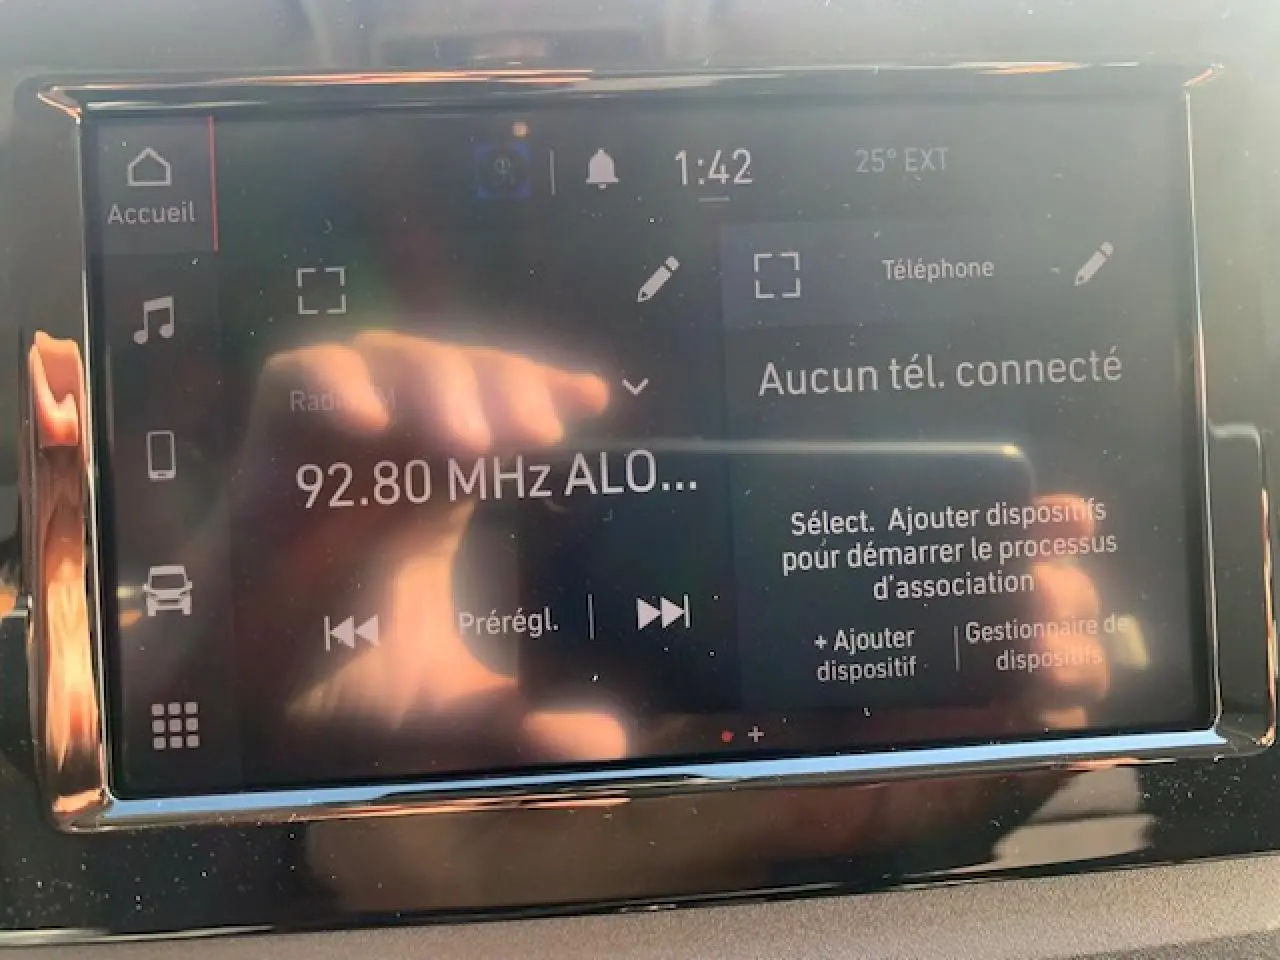 Accueil
1:42
25° EXT
Téléphone
Aucun tél. connecté
92.80 MHz ALO...
Sélect. Ajouter dispositifs
pour démarrer le processus
d'association
Prérégl.
+ Ajouter
dispositif
Gestionnaire de
dispositifs